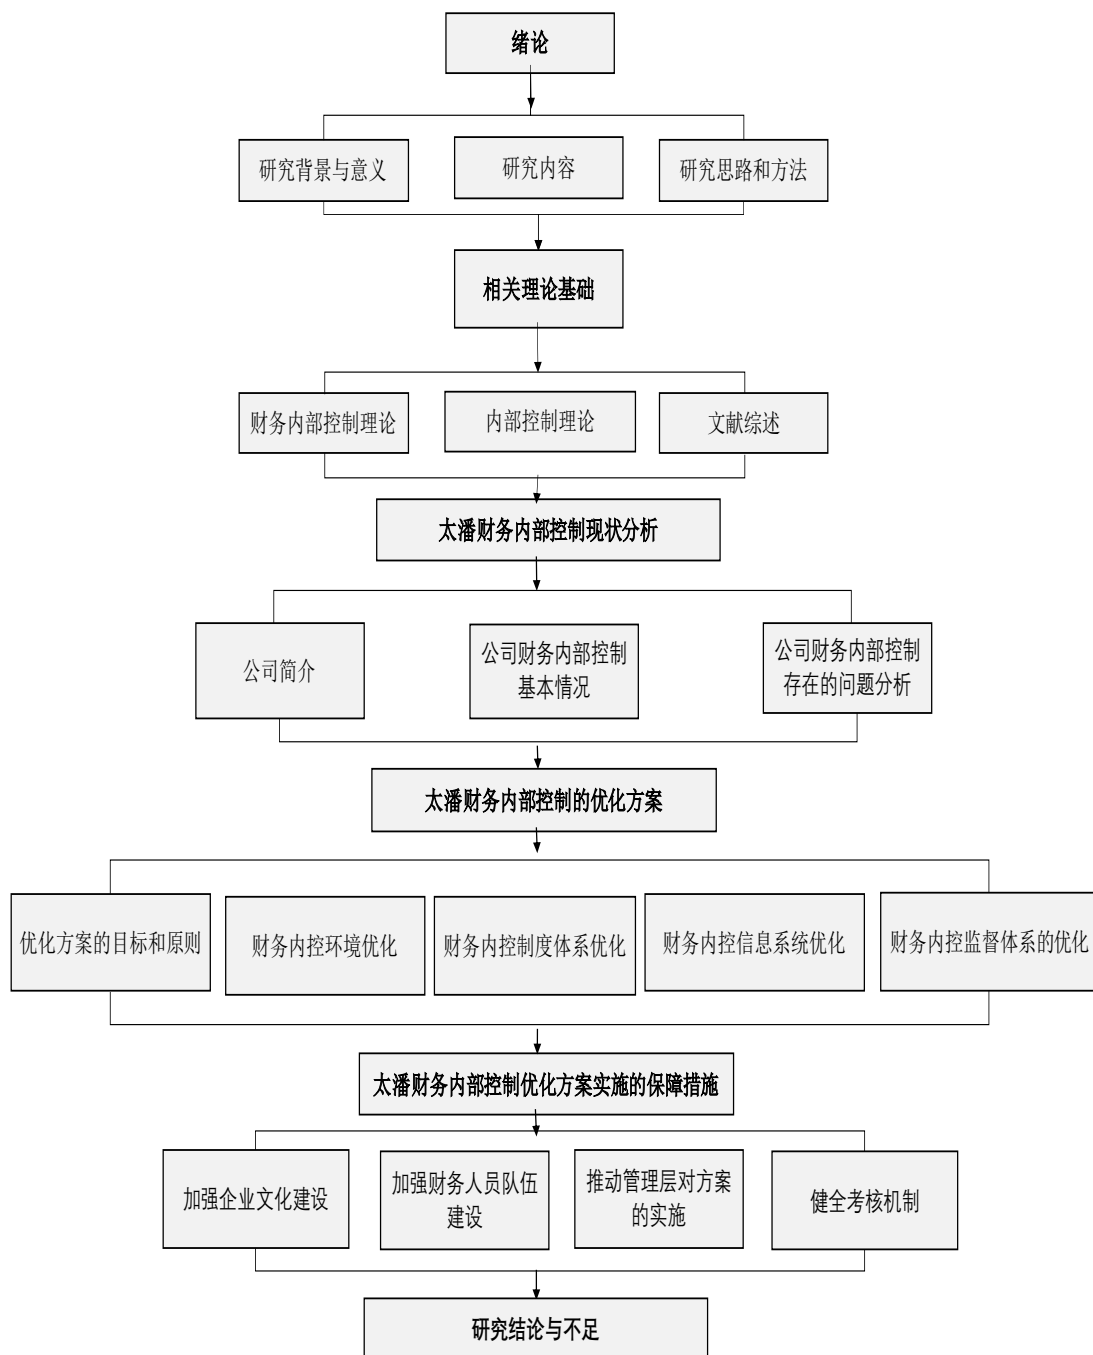 绪论
研究背景与意义
研究内容
研究思路和方法
相关理论基础
财务内部控制理论
内部控制理论
文献综述
太潘财务内部控制现状分析
公司简介
公司财务内部控制
基本情况
公司财务内部控制
存在的问题分析
太潘财务内部控制的优化方案
优化方案的目标和原则
财务内控环境优化
财务内控制度体系优化
财务内控信息系统优化
财务内控监督体系的优化
太潘财务内部控制优化方案实施的保障措施
加强企业文化建设
加强财务人员队伍
建设
推动管理层对方案
的实施
健全考核机制
研究结论与不足